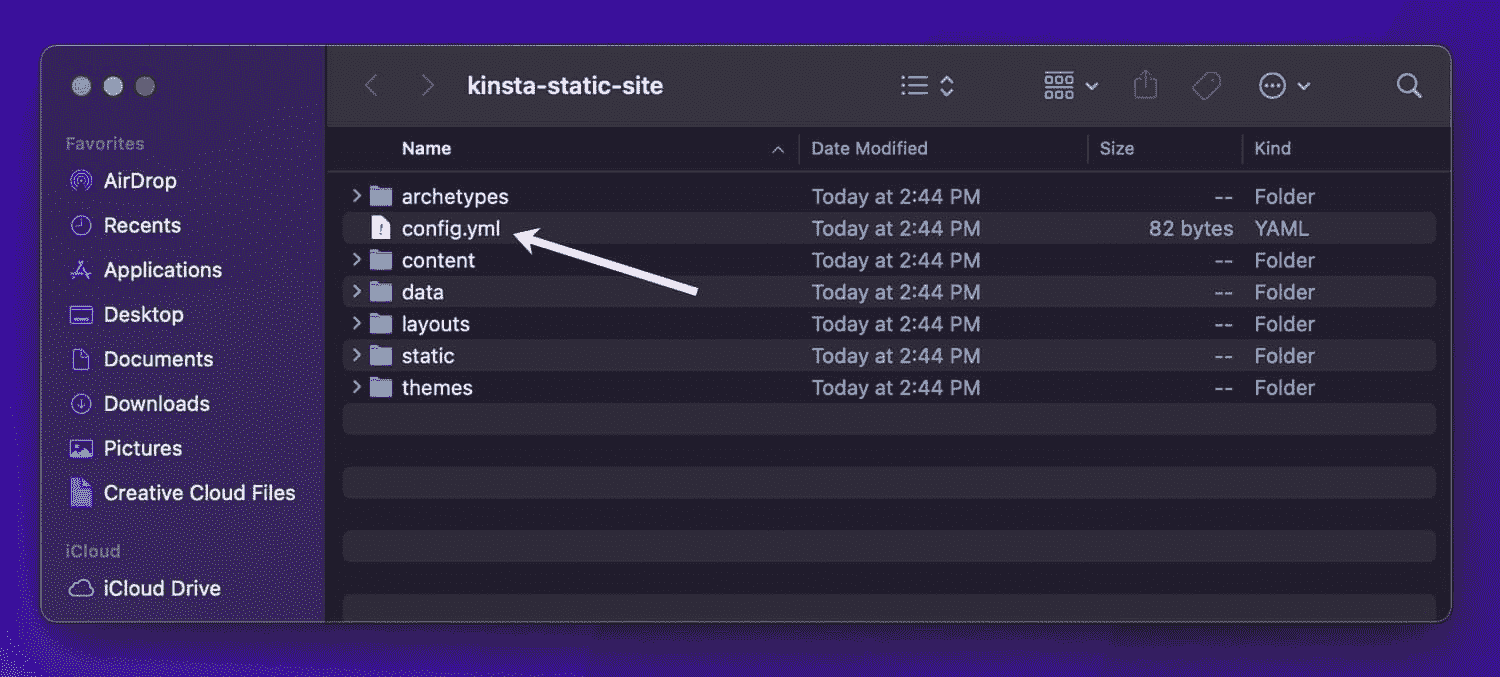 kinsta-static-site
Favorites
AirDrop
Recents
Applications
Desktop
Documents
Downloads
Pictures
Creative Cloud Files
iCloud
iCloud Drive
Name Date Modified Size Kind
archetypes Today at 2:44 PM -- Folder
config.yml Today at 2:44 PM 82 bytes YAML
content Today at 2:44 PM -- Folder
data Today at 2:44 PM -- Folder
layouts Today at 2:44 PM -- Folder
static Today at 2:44 PM -- Folder
themes Today at 2:44 PM -- Folder